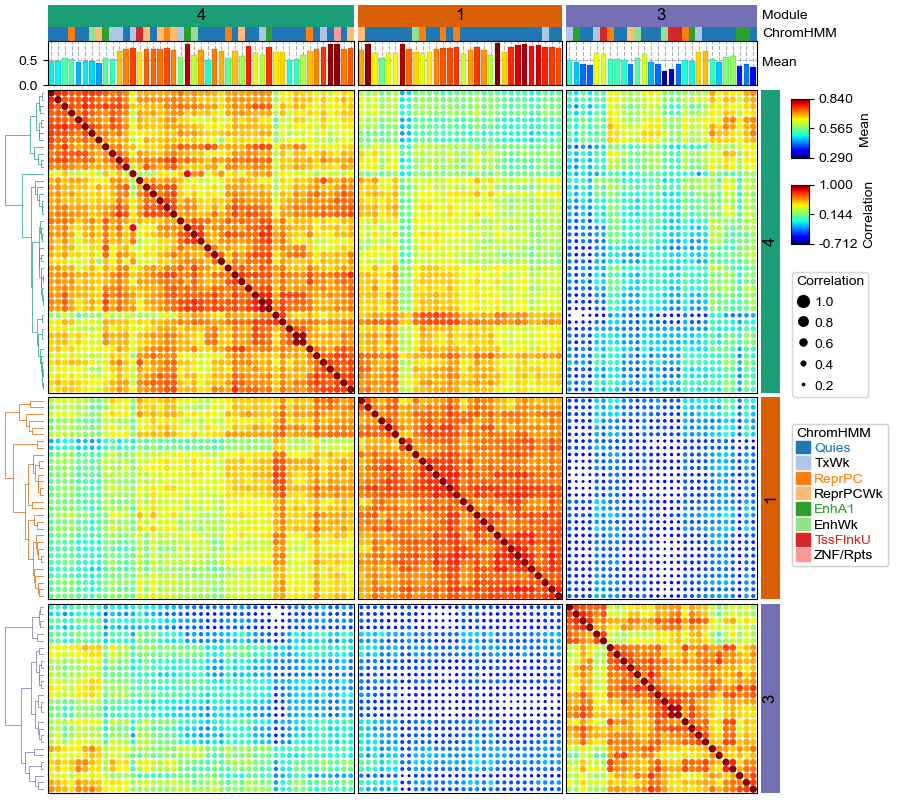 4
1
3
Module
ChromHMM
0.5
0.0
Mean
0.840
0.565
0.290
Mean
1.000
0.144
-0.712
Correlation
4
1
3
Correlation
1.0
0.8
0.6
0.4
0.2
ChromHMM
Quies
TxWk
ReprPC
ReprPCWk
EnhA1
EnhWk
TssFlnkU
ZNF/Rpts